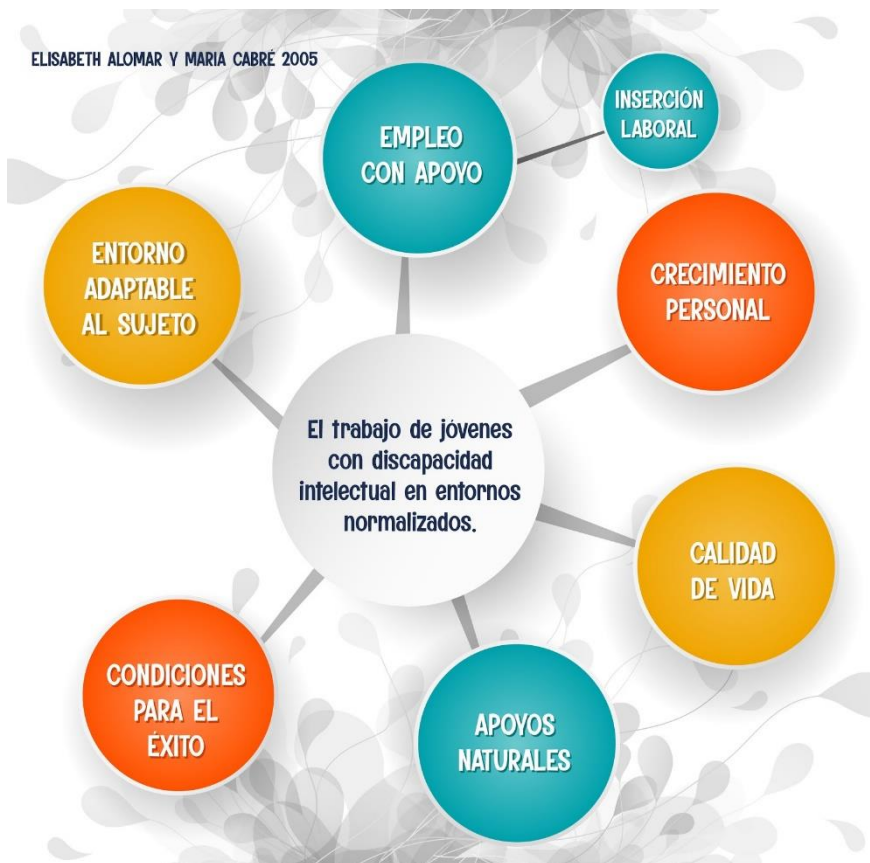 ELISABETH ALOMAR Y MARIA CABRÉ 2005
EMPLEO
CON APOYO
INSERCIÓN
LABORAL
ENTORNO
ADAPTABLE
AL SUJETO
CRECIMIENTO
PERSONAL
El trabajo de jóvenes
con discapacidad
intelectual en entornos
normalizados.
CALIDAD
DE VIDA
CONDICIONES
PARA EL
ÉXITO
APOYOS
NATURALES